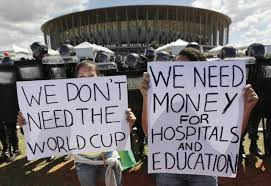 WE DON'T
NEED THE
WORLD CUP
WE NEED
MONEY FOR
HOSPITALS
AND
EDUCATION